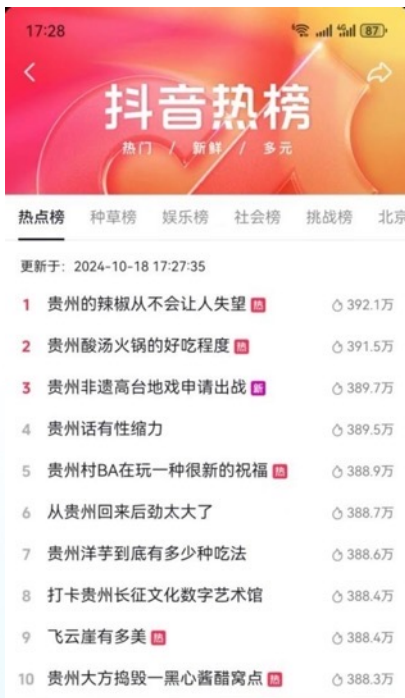 17:28
4G 87
抖音热榜
热门 / 新鲜 / 多元
热点榜 种草榜 娱乐榜 社会榜 挑战榜 北京
更新于：2024-10-18 17:27:35
1 贵州的辣椒从不会让人失望 热 392.1万
2 贵州酸汤火锅的好吃程度 热 391.5万
3 贵州非遗高台地戏申请出战 新 389.7万
4 贵州话有性缩力 389.5万
5 贵州村BA在玩一种很新的祝福 热 388.9万
6 从贵州回来后劲太大了 388.7万
7 贵州洋芋到底有多少种吃法 388.6万
8 打卡贵州长征文化数字艺术馆 388.4万
9 飞云崖有多美 热 388.4万
10 贵州大方捣毁一黑心酱醋窝点 热 388.3万